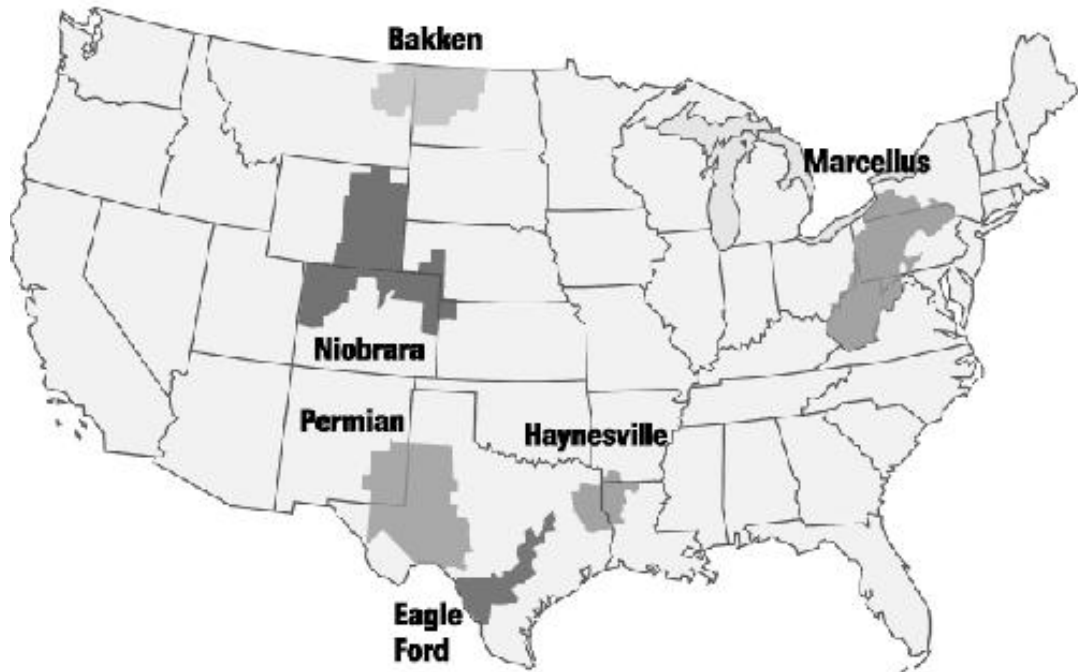 Bakken
Marcellus
Niobrara
Permian
Haynesville
Eagle
Ford